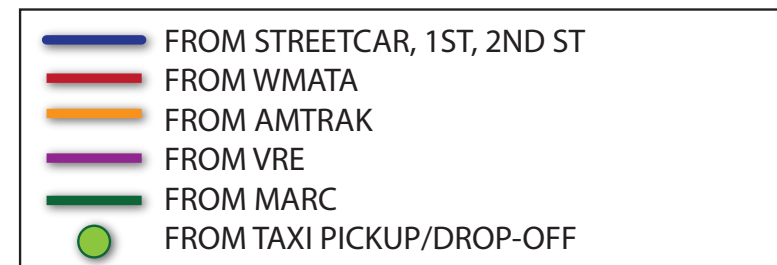 FROM STREETCAR, 1ST, 2ND ST
FROM WMATA
FROM AMTRAK
FROM VRE
FROM MARC
FROM TAXI PICKUP/DROP-OFF